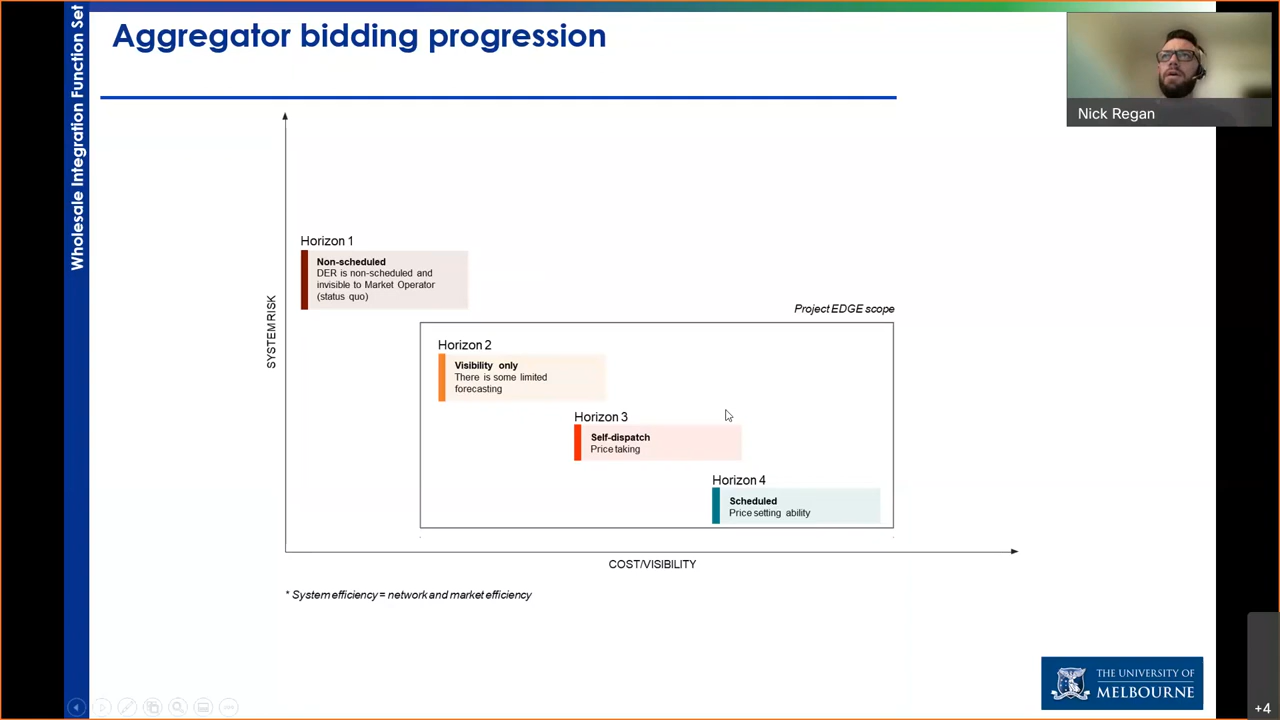 Wholesale Integration Function Set
Aggregator bidding progression
Nick Regan
SYSTEM RISK
Horizon 1
Non-scheduled
DER is non-scheduled and
invisible to Market Operator
(status quo)
Project EDGE scope
Horizon 2
Visibility only
There is some limited
forecasting
Horizon 3
Self-dispatch
Price taking
Horizon 4
Scheduled
Price setting ability
COST/VISIBILITY
* System efficiency = network and market efficiency
THE UNIVERSITY OF
MELBOURNE
+4